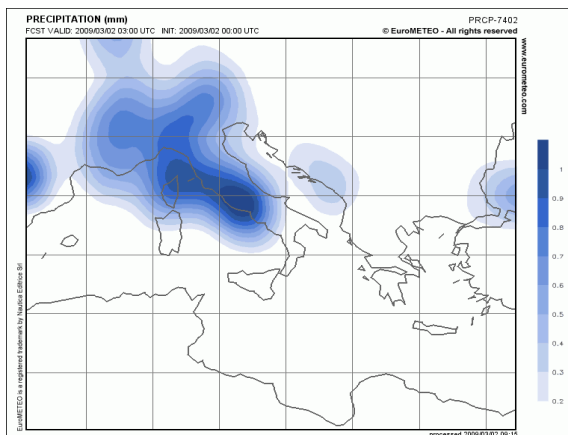 PRECIPITATION (mm)
PRCP-7402
FCST VALID: 2009/03/02 03:00 UTC INIT: 2009/03/02 00:00 UTC
© EuroMETEO - All rights reserved
www.eurometeo.com
1
0.9
0.8
0.7
0.6
0.5
0.4
0.3
0.2
EuroMETEO is a registered trademark by Nautica Editrice Srl
processed 2009/03/02 09:15